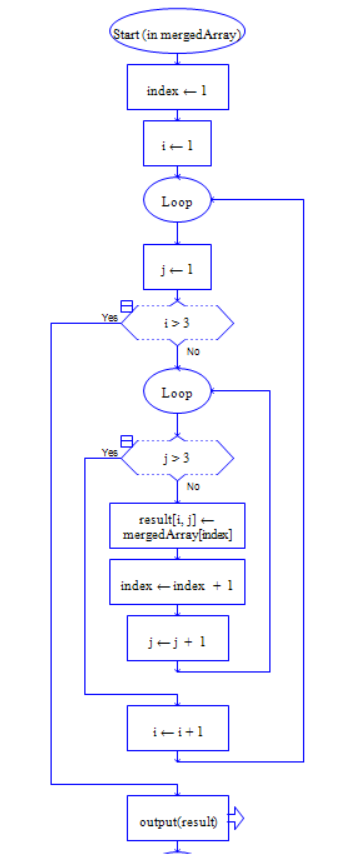 Start (in mergedArray)
index ← 1
i ← 1
Loop
j ← 1
Yes
i > 3
No
Loop
Yes
j > 3
No
result[i, j] ←
mergedArray[index]
index ← index + 1
j ← j + 1
i ← i + 1
output(result)